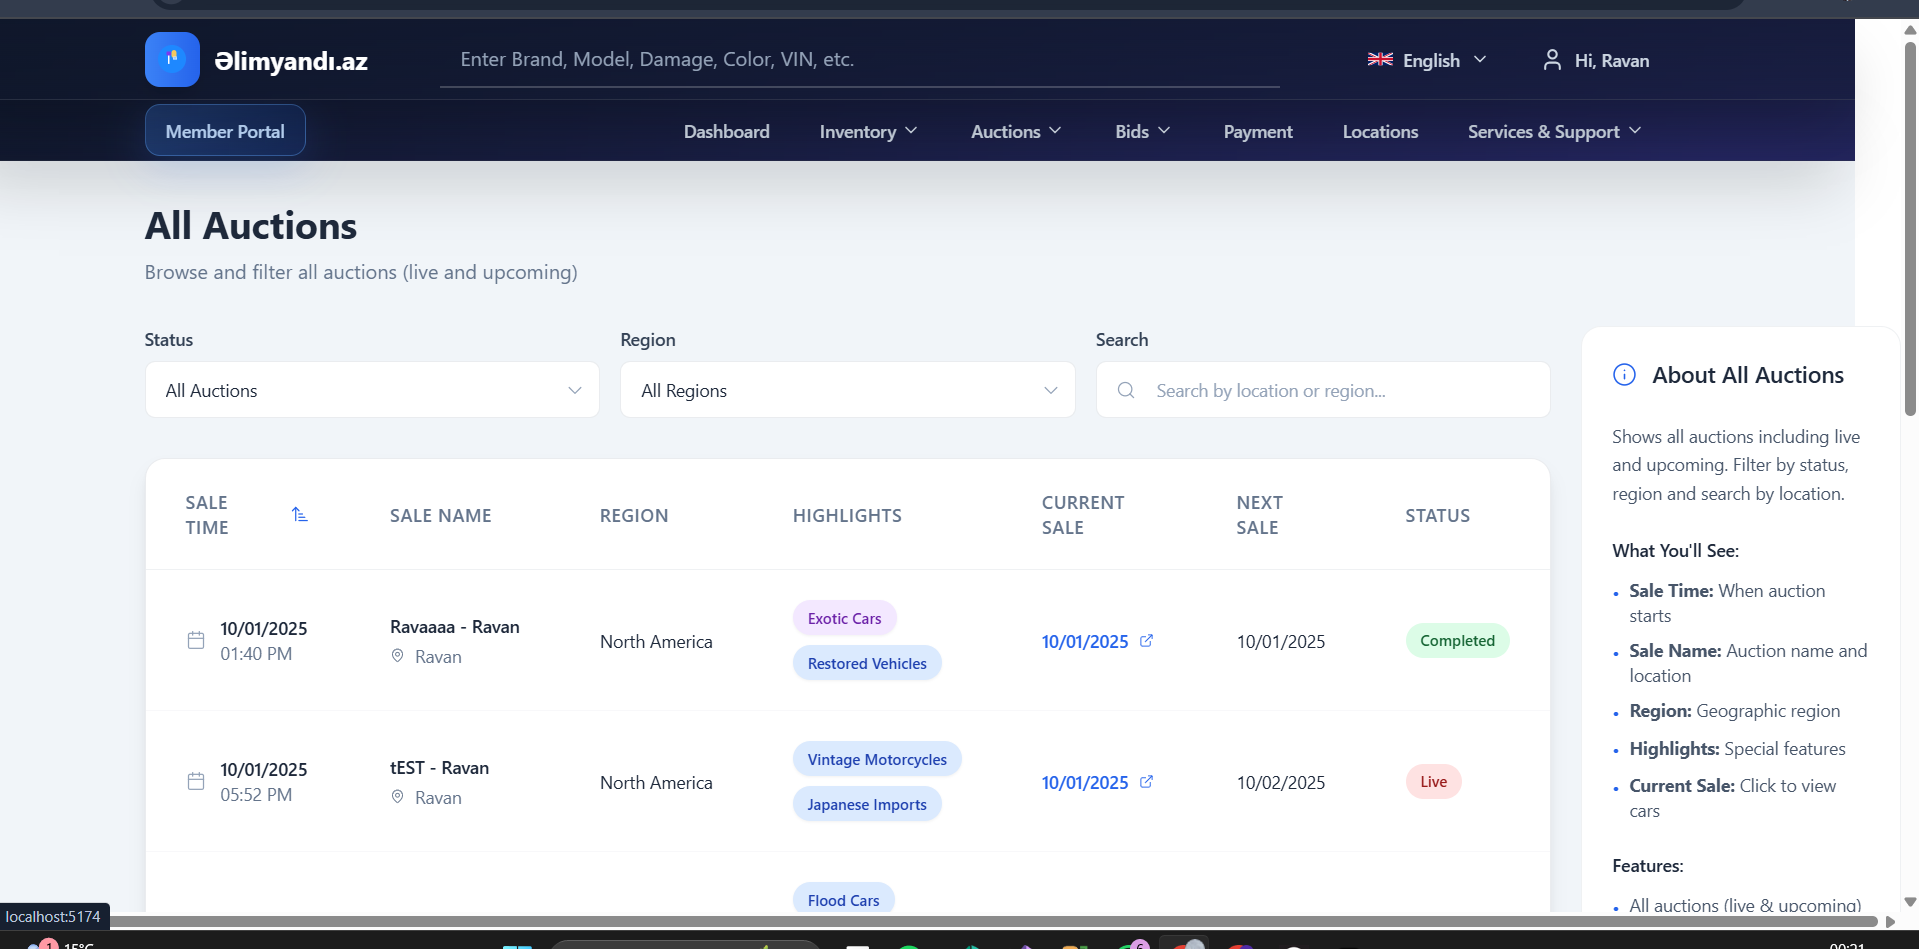 Əlimyandı.az
Enter Brand, Model, Damage, Color, VIN, etc.
English
Hi, Ravan
Member Portal
Dashboard
Inventory
Auctions
Bids
Payment
Locations
Services & Support
All Auctions
Browse and filter all auctions (live and upcoming)
Status
Region
Search
All Auctions
All Regions
Search by location or region...
SALE
TIME
SALE NAME
REGION
HIGHLIGHTS
CURRENT
SALE
NEXT
SALE
STATUS
10/01/2025
01:40 PM
Ravaaaa - Ravan
Ravan
North America
Exotic Cars
Restored Vehicles
10/01/2025
10/01/2025
Completed
10/01/2025
05:52 PM
tEST - Ravan
Ravan
North America
Vintage Motorcycles
Japanese Imports
10/01/2025
10/02/2025
Live
Flood Cars
About All Auctions
Shows all auctions including live
and upcoming. Filter by status,
region and search by location.
What You'll See:
• Sale Time: When auction
starts
• Sale Name: Auction name and
location
• Region: Geographic region
• Highlights: Special features
• Current Sale: Click to view
cars
Features:
• All auctions (live & upcoming)
localhost:5174
1
15°C
6
00:21